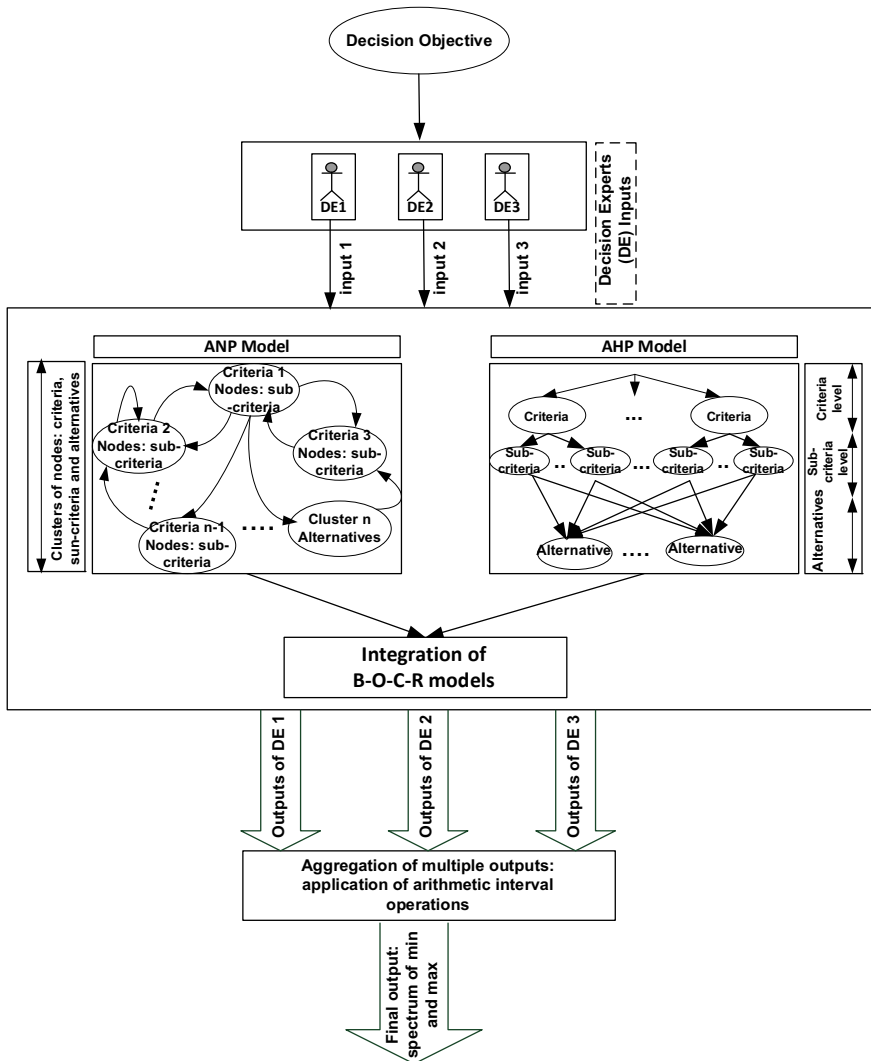 Decision Objective
DE1
DE2
DE3
Decision Experts
(DE) Inputs
input 1
input 2
input 3
ANP Model
AHP Model
Clusters of nodes: criteria,
sun-criteria and alternatives
Criteria 1
Nodes: sub
-criteria
Criteria 2
Nodes: sub-
criteria
Criteria 3
Nodes: sub-
criteria
Criteria n-1
Nodes: sub-
criteria
....
Cluster n
Alternatives
Criteria
...
Criteria
Sub-
criteria
..
Sub-
criteria
...
Sub-
criteria
..
Sub-
criteria
Alternative
....
Alternative
Criteria
level
Sub-
criteria
level
Alternatives
Integration of
B-O-C-R models
Outputs of DE 1
Outputs of DE 2
Outputs of DE 3
Aggregation of multiple outputs:
application of arithmetic interval
operations
Final output:
spectrum of min
and max